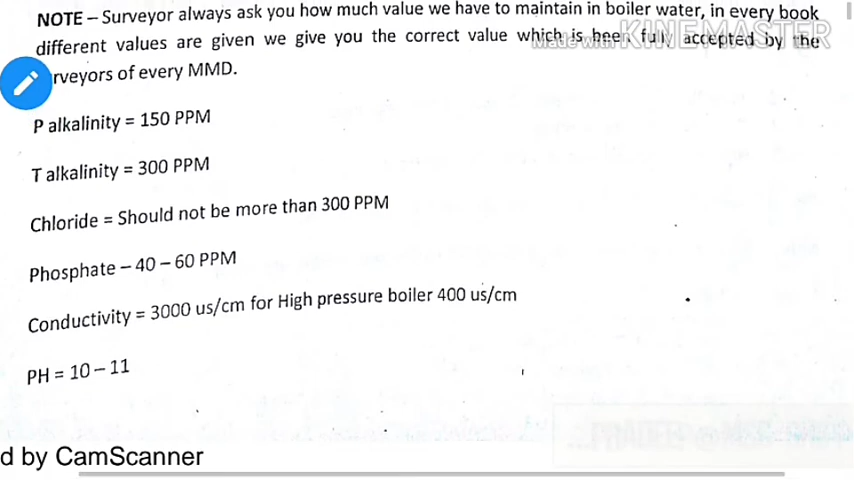 NOTE – Surveyor always ask you how much value we have to maintain in boiler water, in every book
different values are given we give you the correct value which is been fully accepted by the
rveyors of every MMD.
Made with KINEMASTER
P alkalinity = 150 PPM
T alkalinity = 300 PPM
Chloride = Should not be more than 300 PPM
Phosphate – 40 – 60 PPM
Conductivity = 3000 us/cm for High pressure boiler 400 us/cm
PH = 10 – 11
d by CamScanner